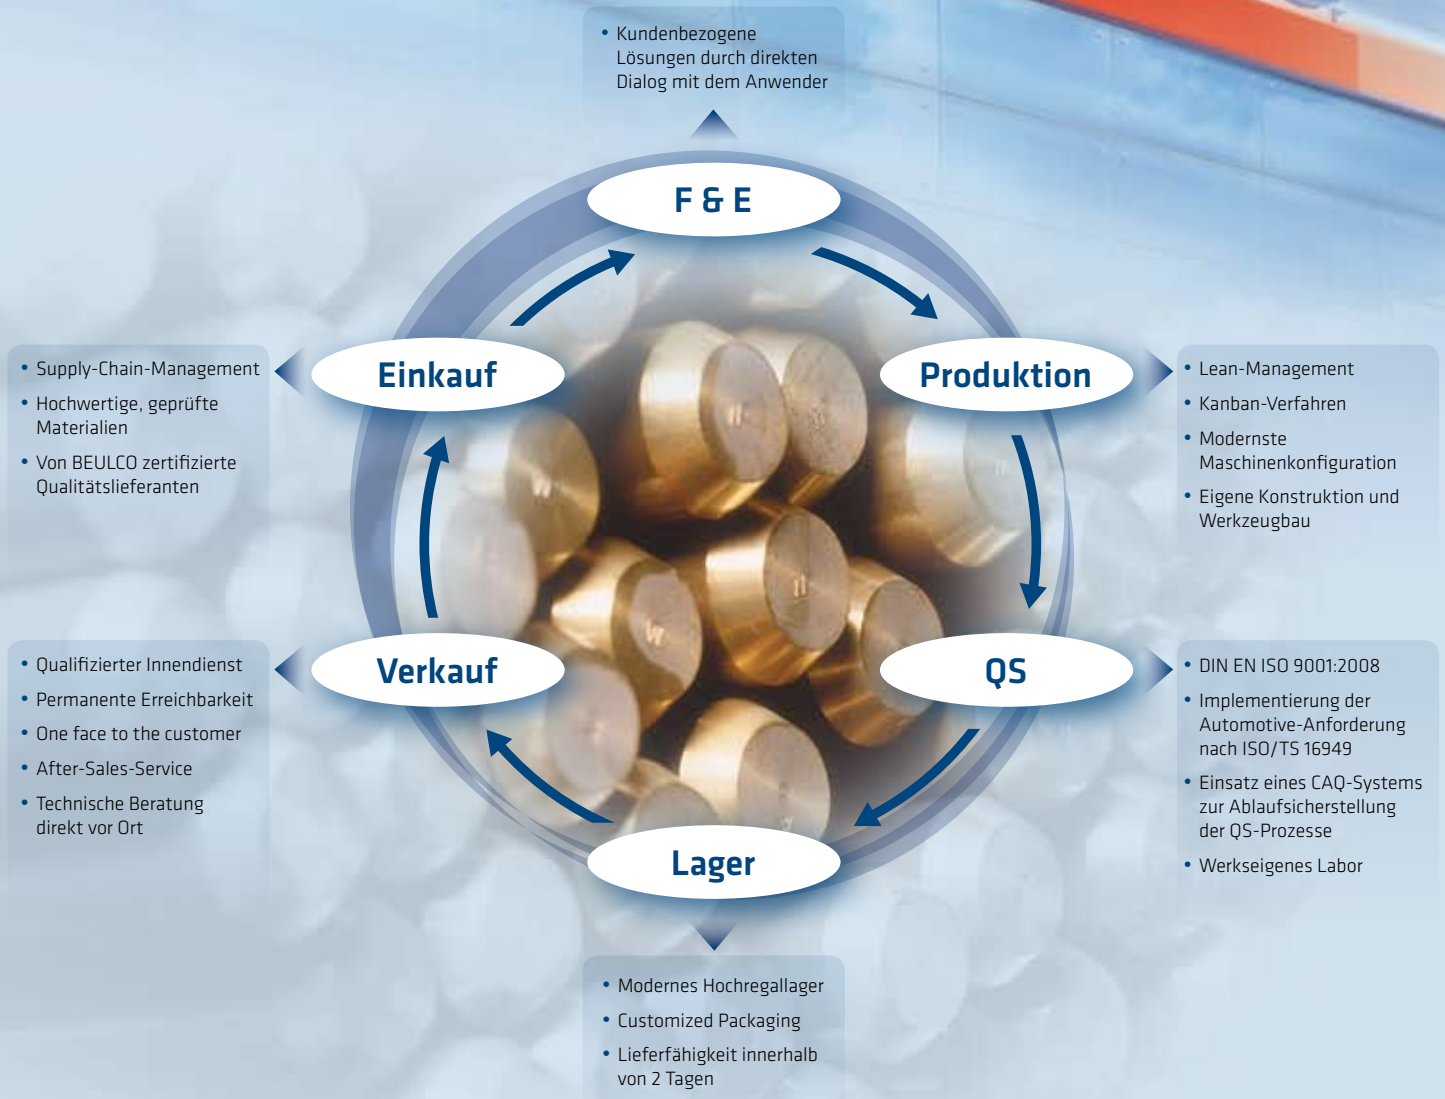 • Kundenbezogene
Lösungen durch direkten
Dialog mit dem Anwender
F & E
Einkauf
Produktion
• Supply-Chain-Management
• Hochwertige, geprüfte
Materialien
• Von BEULCO zertifizierte
Qualitätslieferanten
• Lean-Management
• Kanban-Verfahren
• Modernste
Maschinenkonfiguration
• Eigene Konstruktion und
Werkzeugbau
Verkauf
QS
• Qualifizierter Innendienst
• Permanente Erreichbarkeit
• One face to the customer
• After-Sales-Service
• Technische Beratung
direkt vor Ort
• DIN EN ISO 9001:2008
• Implementierung der
Automotive-Anforderung
nach ISO/TS 16949
• Einsatz eines CAQ-Systems
zur Ablaufsicherstellung
der QS-Prozesse
• Werkseigenes Labor
Lager
• Modernes Hochregallager
• Customized Packaging
• Lieferfähigkeit innerhalb
von 2 Tagen